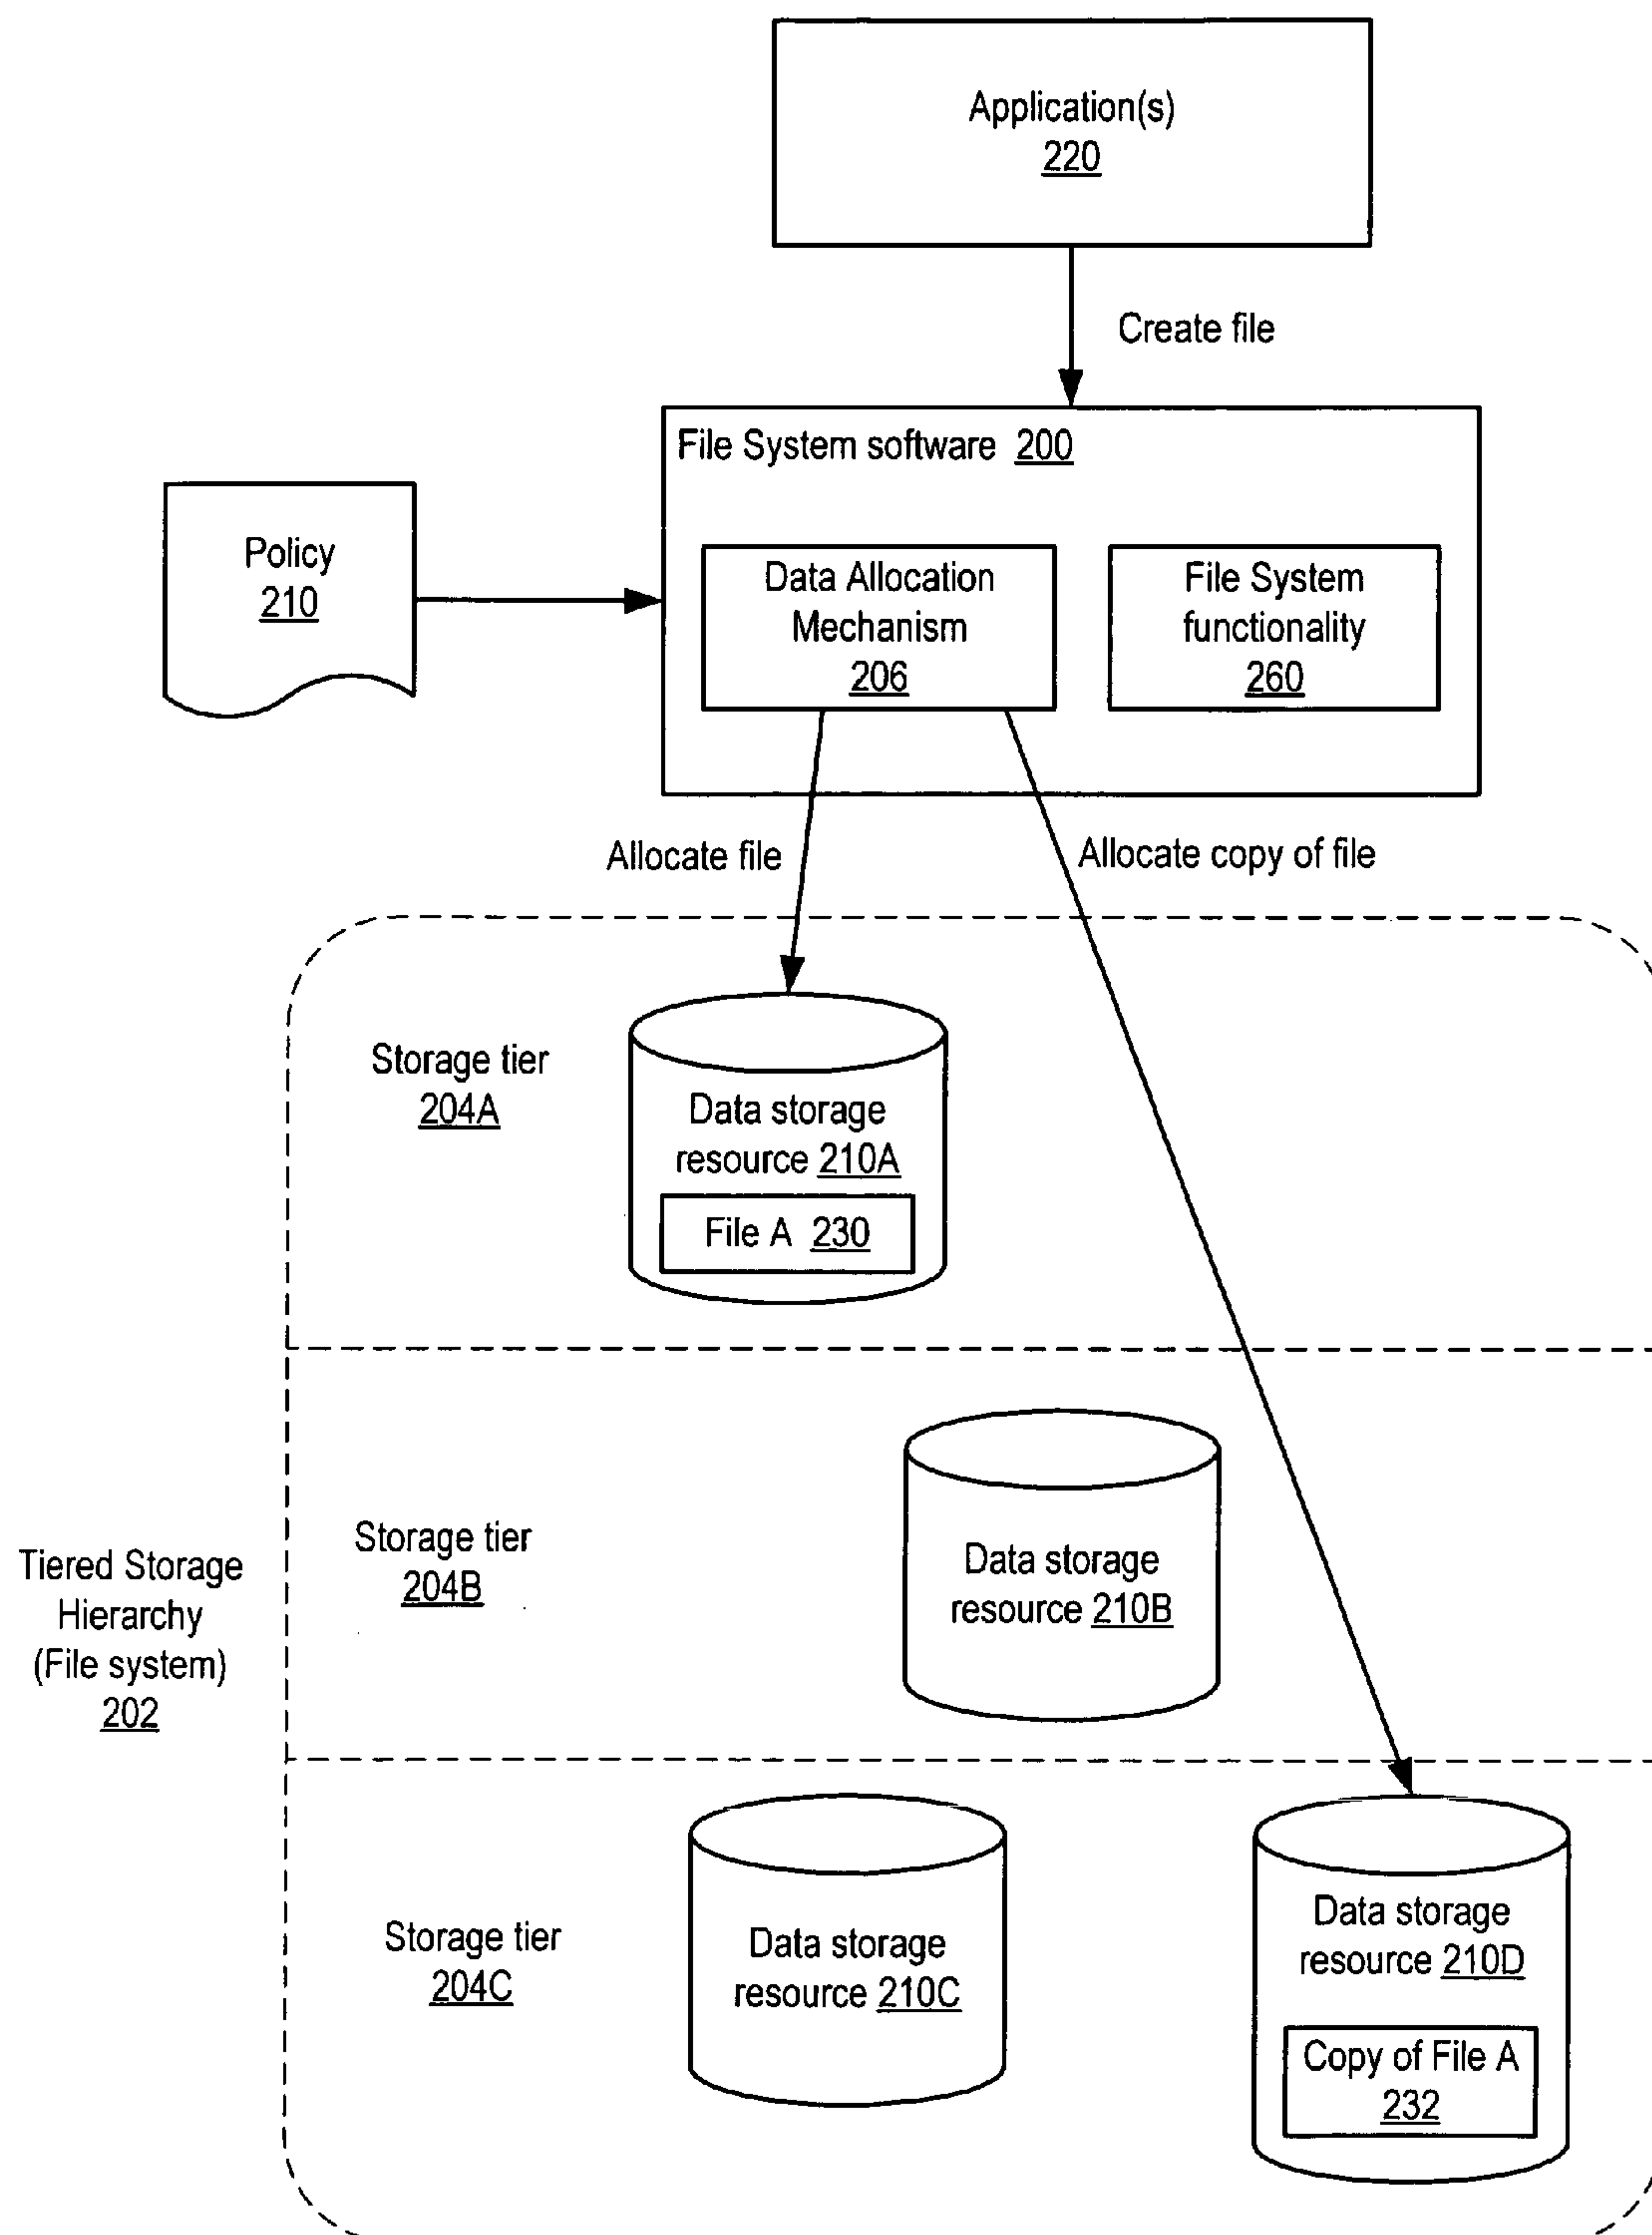 Application(s)
220
Create file
File System software 200
Policy
210
Data Allocation
Mechanism
206
File System
functionality
260
Allocate file
Allocate copy of file
Storage tier
204A
Data storage
resource 210A
File A 230
Tiered Storage
Hierarchy
(File system)
202
Storage tier
204B
Data storage
resource 210B
Storage tier
204C
Data storage
resource 210C
Data storage
resource 210D
Copy of File A
232